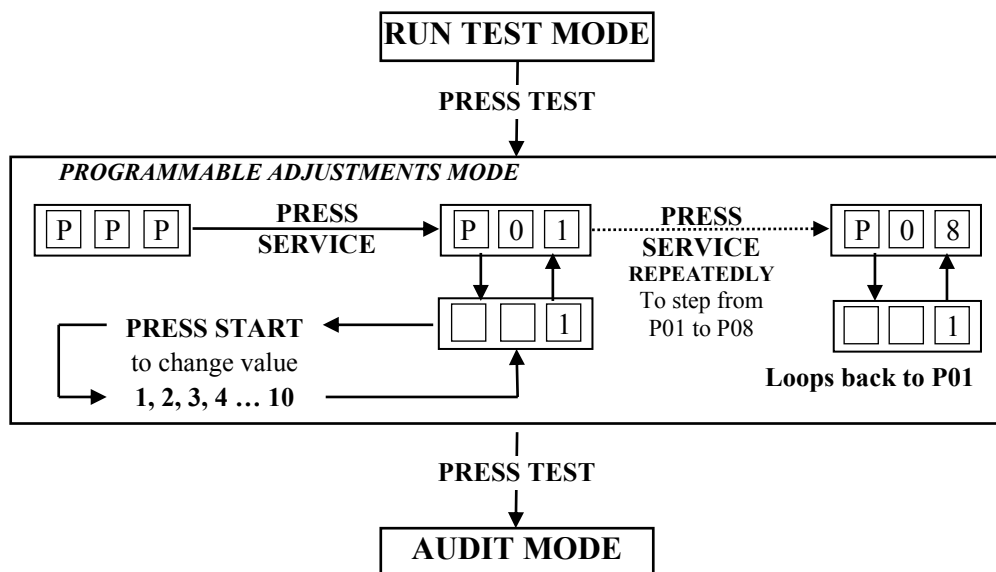 RUN TEST MODE
PRESS TEST
PROGRAMMABLE ADJUSTMENTS MODE
P P P
PRESS
SERVICE
P 0 1
PRESS
SERVICE
REPEATEDLY
To step from
P01 to P08
P 0 8
1
1
PRESS START
to change value
1, 2, 3, 4 … 10
Loops back to P01
PRESS TEST
AUDIT MODE